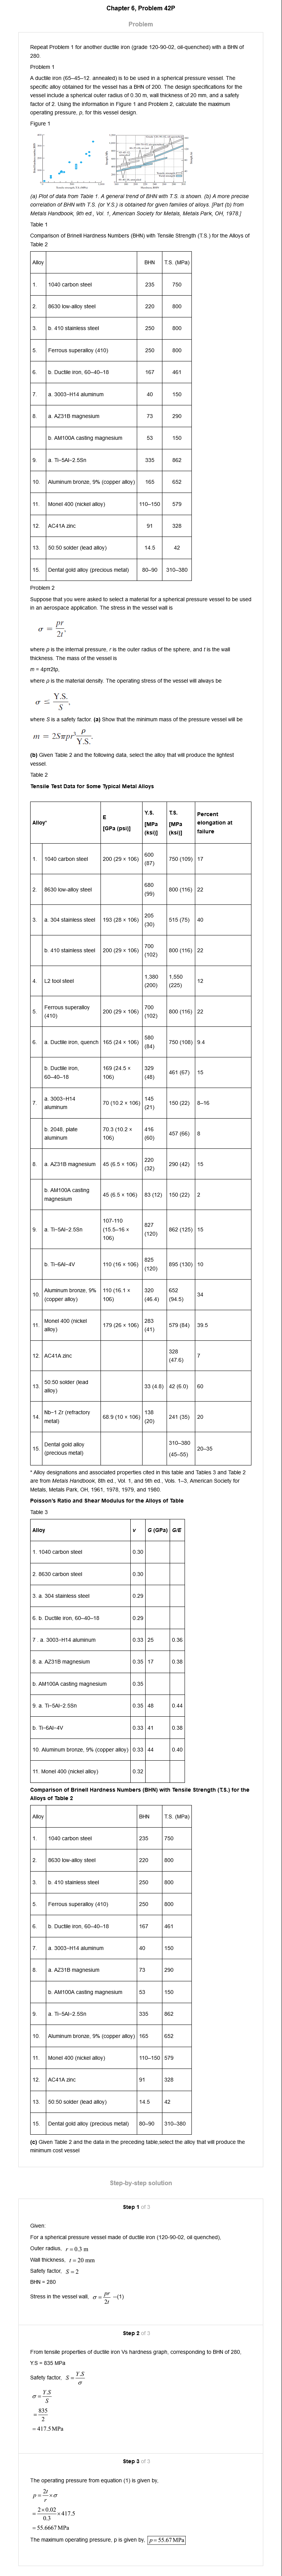 Chapter 6, Problem 42P
Problem
Repeat Problem 1 for another ductile iron (grade 120-90-02, oil-quenched) with a BHN of
280.
Problem 1
A ductile iron (65–45–12. annealed) is to be used in a spherical pressure vessel. The
specific alloy obtained for the vessel has a BHN of 200. The design specifications for the
vessel include a spherical outer radius of 0.30 m, wall thickness of 20 mm, and a safety
factor of 2. Using the information in Figure 1 and Problem 2, calculate the maximum
operating pressure, p, for this vessel design.
Figure 1
(a) Plot of data from Table 1. A general trend of BHN with T.S. is shown. (b) A more precise
correlation of BHN with T.S. (or Y.S.) is obtained for given families of alloys. [Part (b) from
Metals Handbook, 9th ed., Vol. 1, American Society for Metals, Metals Park, OH, 1978.]
Table 1
Comparison of Brinell Hardness Numbers (BHN) with Tensile Strength (T.S.) for the Alloys of
Table 2
Alloy BHN T.S. (MPa)
1. 1040 carbon steel 235 750
2. 8630 low-alloy steel 220 800
3. b. 410 stainless steel 250 800
5. Ferrous superalloy (410) 250 800
6. b. Ductile iron, 60–40–18 167 461
7. a. 3003–H14 aluminum 40 150
8. a. AZ31B magnesium 73 290
b. AM100A casting magnesium 53 150
9. a. Ti–5Al–2.5Sn 335 862
10. Aluminum bronze, 9% (copper alloy) 165 652
11. Monel 400 (nickel alloy) 110–150 579
12. AC41A zinc 91 328
13. 50:50 solder (lead alloy) 14.5 42
15. Dental gold alloy (precious metal) 80–90 310–380
Problem 2
Suppose that you were asked to select a material for a spherical pressure vessel to be used
in an aerospace application. The stress in the vessel wall is
σ = pr/2t,
where p is the internal pressure, r is the outer radius of the sphere, and t is the wall
thickness. The mass of the vessel is
m = 4pπr2tp,
where p is the material density. The operating stress of the vessel will always be
σ ≤ Y.S./S,
where S is a safety factor. (a) Show that the minimum mass of the pressure vessel will be
m = 2Sπpr³ ρ/Y.S.
(b) Given Table 2 and the following data, select the alloy that will produce the lightest
vessel.
Table 2
Tensile Test Data for Some Typical Metal Alloys
Alloy* E [GPa (psi)] Y.S. [MPa (ksi)] T.S. [MPa (ksi)] Percent elongation at failure
1. 1040 carbon steel 200 (29 × 106) 600 (87) 750 (109) 17
2. 8630 low-alloy steel 680 (99) 800 (116) 22
3. a. 304 stainless steel 193 (28 × 106) 205 (30) 515 (75) 40
b. 410 stainless steel 200 (29 × 106) 700 (102) 800 (116) 22
4. L2 tool steel 1,380 (200) 1,550 (225) 12
5. Ferrous superalloy (410) 200 (29 × 106) 700 (102) 800 (116) 22
6. a. Ductile iron, quench 165 (24 × 106) 580 (84) 750 (108) 9.4
b. Ductile iron, 60–40–18 169 (24.5 × 106) 329 (48) 461 (67) 15
7. a. 3003–H14 aluminum 70 (10.2 × 106) 145 (21) 150 (22) 8–16
b. 2048, plate aluminum 70.3 (10.2 × 106) 416 (60) 457 (66) 8
8. a. AZ31B magnesium 45 (6.5 × 106) 220 (32) 290 (42) 15
b. AM100A casting magnesium 45 (6.5 × 106) 83 (12) 150 (22) 2
9. a. Ti–5Al–2.5Sn 107-110 (15.5–16 × 106) 827 (120) 862 (125) 15
b. Ti–6Al–4V 110 (16 × 106) 825 (120) 895 (130) 10
10. Aluminum bronze, 9% (copper alloy) 110 (16.1 × 106) 320 (46.4) 652 (94.5) 34
11. Monel 400 (nickel alloy) 179 (26 × 106) 283 (41) 579 (84) 39.5
12. AC41A zinc 328 (47.6) 7
13. 50:50 solder (lead alloy) 33 (4.8) 42 (6.0) 60
14. Nb–1 Zr (refractory metal) 68.9 (10 × 106) 138 (20) 241 (35) 20
15. Dental gold alloy (precious metal) 310–380 (45–55) 20–35
* Alloy designations and associated properties cited in this table and Tables 3 and Table 2
are from Metals Handbook, 8th ed., Vol. 1, and 9th ed., Vols. 1–3, American Society for
Metals, Metals Park, OH, 1961, 1978, 1979, and 1980.
Poisson's Ratio and Shear Modulus for the Alloys of Table
Table 3
Alloy v G (GPa) G/E
1. 1040 carbon steel 0.30
2. 8630 carbon steel 0.30
3. a. 304 stainless steel 0.29
6. b. Ductile iron, 60–40–18 0.29
7 . a. 3003–H14 aluminum 0.33 25 0.36
8. a. AZ31B magnesium 0.35 17 0.38
b. AM100A casting magnesium 0.35
9. a. Ti–5Al–2.5Sn 0.35 48 0.44
b. Ti–6Al–4V 0.33 41 0.38
10. Aluminum bronze, 9% (copper alloy) 0.33 44 0.40
11. Monel 400 (nickel alloy) 0.32
Comparison of Brinell Hardness Numbers (BHN) with Tensile Strength (T.S.) for the
Alloys of Table 2
Alloy BHN T.S. (MPa)
1. 1040 carbon steel 235 750
2. 8630 low-alloy steel 220 800
3. b. 410 stainless steel 250 800
5. Ferrous superalloy (410) 250 800
6. b. Ductile iron, 60–40–18 167 461
7. a. 3003–H14 aluminum 40 150
8. a. AZ31B magnesium 73 290
b. AM100A casting magnesium 53 150
9. a. Ti–5Al–2.5Sn 335 862
10. Aluminum bronze, 9% (copper alloy) 165 652
11. Monel 400 (nickel alloy) 110–150 579
12. AC41A zinc 91 328
13. 50:50 solder (lead alloy) 14.5 42
15. Dental gold alloy (precious metal) 80–90 310–380
(c) Given Table 2 and the data in the preceding table,select the alloy that will produce the
minimum cost vessel
Step-by-step solution
Step 1 of 3
Given:
For a spherical pressure vessel made of ductile iron (120-90-02, oil quenched),
Outer radius, r = 0.3 m
Wall thickness, t = 20 mm
Safety factor, S = 2
BHN = 280
Stress in the vessel wall, σ = pr/2t –(1)
Step 2 of 3
From tensile properties of ductile iron Vs hardness graph, corresponding to BHN of 280,
Y.S = 835 MPa
Safety factor, S = Y.S/σ
σ = Y.S/S
= 835/2
= 417.5 MPa
Step 3 of 3
The operating pressure from equation (1) is given by,
p = 2t/r × σ
= 2×0.02/0.3 × 417.5
= 55.6667 MPa
The maximum operating pressure, p is given by, p = 55.67 MPa